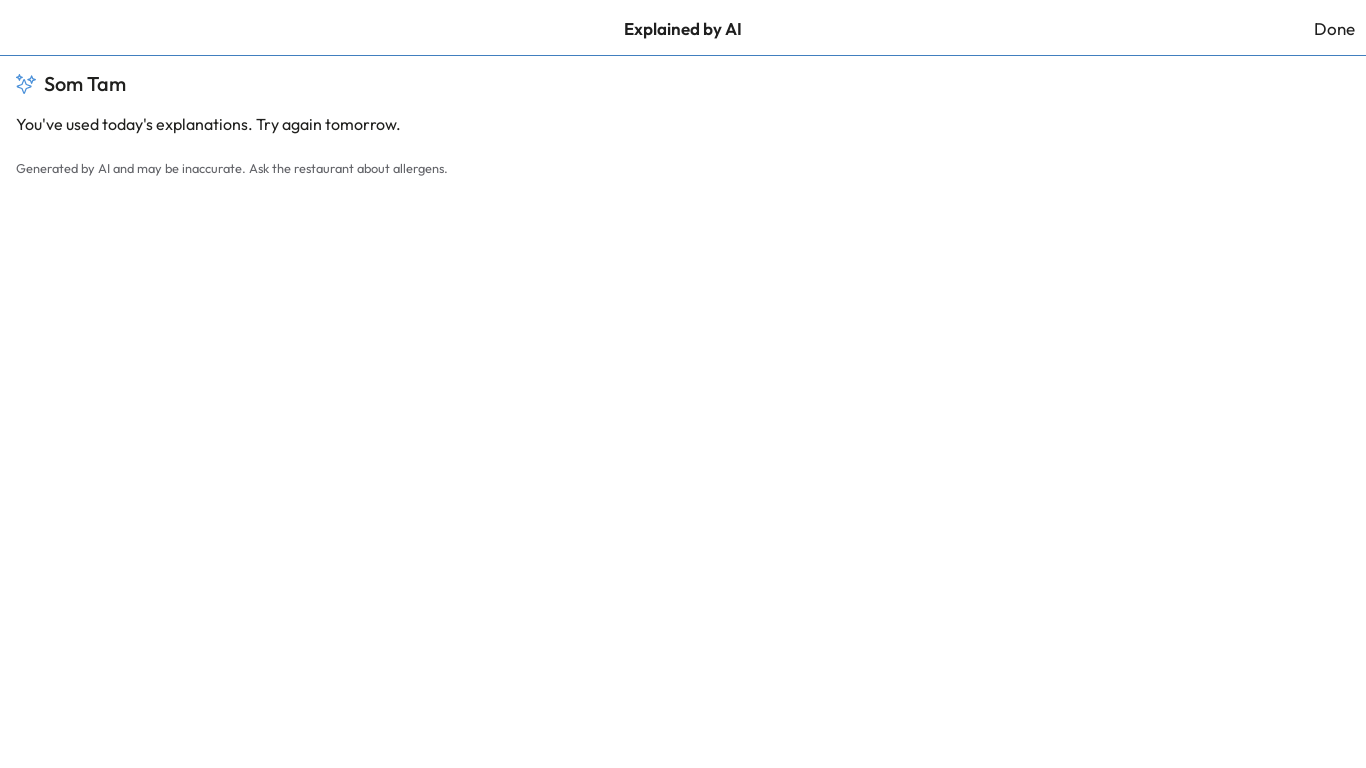 Explained by AI
Done
Som Tam
You've used today's explanations. Try again tomorrow.
Generated by AI and may be inaccurate. Ask the restaurant about allergens.